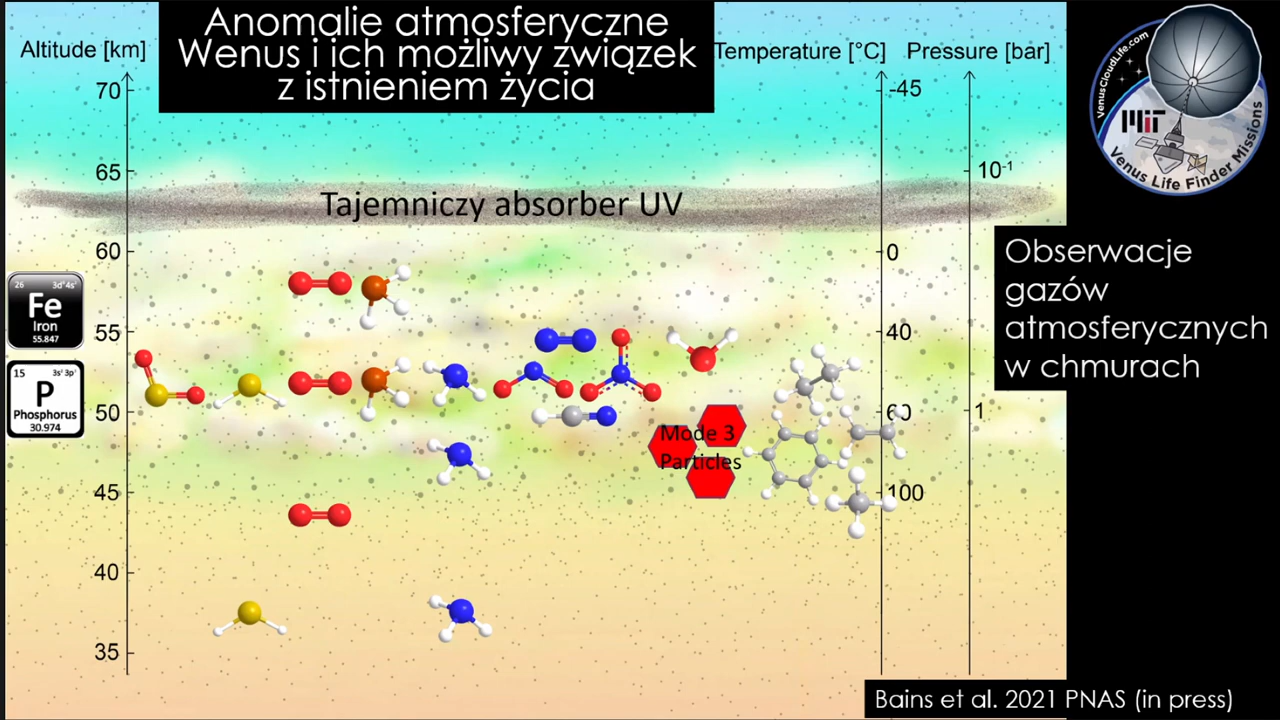 Anomalie atmosferyczne
Wenus i ich możliwy związek
z istnieniem życia
Altitude [km]
Temperature [°C]
Pressure [bar]
70
65
60
55
50
45
40
35
-45
0
40
60
100
10-1
1
Tajemniczy absorber UV
26 3d⁶4s²
Fe
Iron
55.847
15 3s² 3p³
P
Phosphorus
30.974
Mode 3
Particles
VenusCloudLife.com
MIT
Venus Life Finder Missions
Obserwacje
gazów
atmosferycznych
w chmurach
Bains et al. 2021 PNAS (in press)